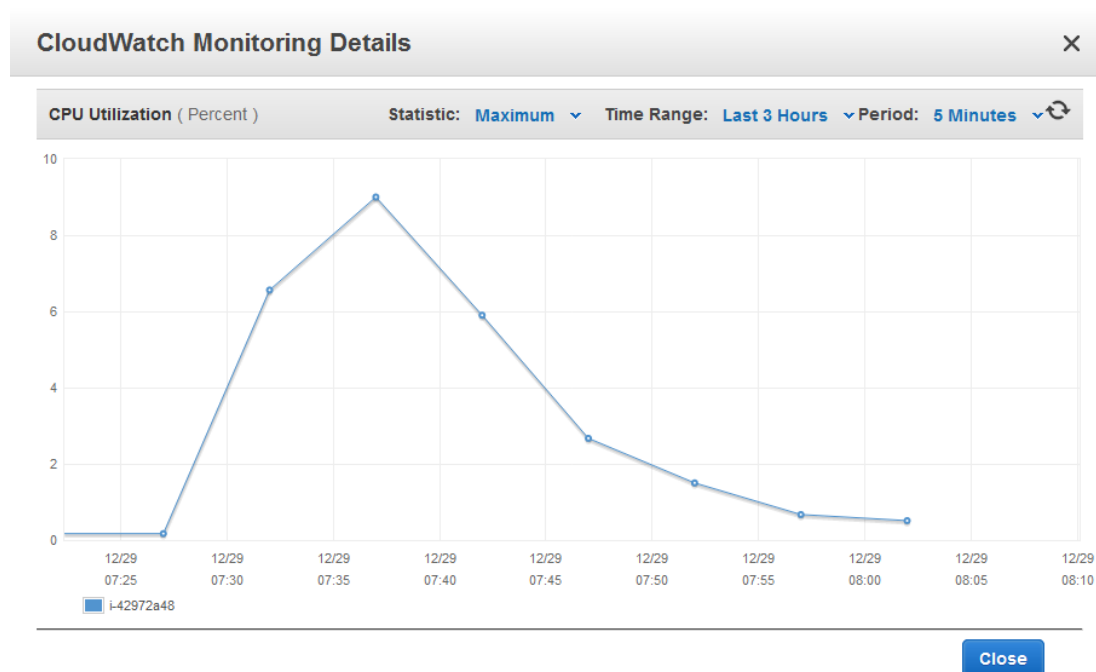 CloudWatch Monitoring Details
CPU Utilization ( Percent ) Statistic: Maximum Time Range: Last 3 Hours Period: 5 Minutes
10
8
6
4
2
0
12/29 12/29 12/29 12/29 12/29 12/29 12/29 12/29 12/29 12/29
07:25 07:30 07:35 07:40 07:45 07:50 07:55 08:00 08:05 08:10
i-42972a48
Close